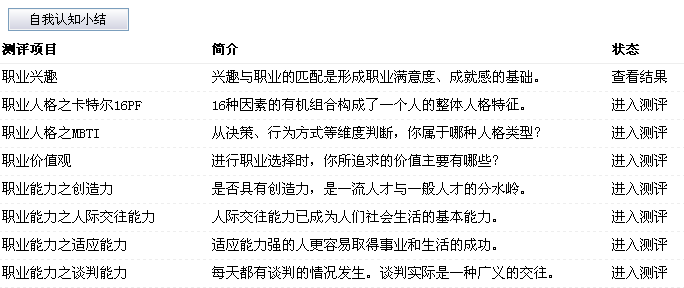 自我认知小结
测评项目 简介 状态
职业兴趣 兴趣与职业的匹配是形成职业满意度、成就感的基础。 查看结果
职业人格之卡特尔16PF 16种因素的有机组合构成了一个人的整体人格特征。 进入测评
职业人格之MBTI 从决策、行为方式等维度判断，你属于哪种人格类型？ 进入测评
职业价值观 进行职业选择时，你所追求的价值主要有哪些？ 进入测评
职业能力之创造力 是否具有创造力，是一流人才与一般人才的分水岭。 进入测评
职业能力之人际交往能力 人际交往能力已成为人们社会生活的基本能力。 进入测评
职业能力之适应能力 适应能力强的人更容易取得事业和生活的成功。 进入测评
职业能力之谈判能力 每天都有谈判的情况发生。谈判实际是一种广义的交往。 进入测评